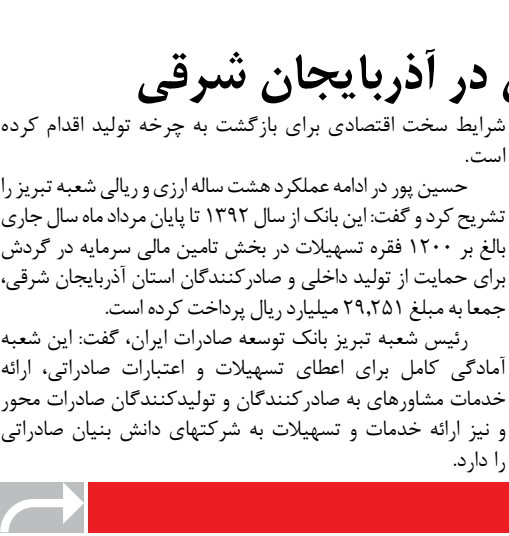 در آذربایجان شرقی
شرایط سخت اقتصادی برای بازگشت به چرخه تولید اقدام کرده
است.
حسین پور در ادامه عملکرد هشت ساله ارزی و ریالی شعبه تبریز را
تشریح کرد و گفت: این بانک از سال ۱۳۹۲ تا پایان مرداد ماه سال جاری
بالغ بر ۱۲۰۰ فقره تسهیلات در بخش تامین مالی سرمایه در گردش
برای حمایت از تولید داخلی و صادرکنندگان استان آذربایجان شرقی،
جمعا به مبلغ ۲۹,۲۵۱ میلیارد ریال پرداخت کرده است.
رئیس شعبه تبریز بانک توسعه صادرات ایران، گفت: این شعبه
آمادگی کامل برای اعطای تسهیلات و اعتبارات صادراتی، ارائه
خدمات مشاورهای به صادرکنندگان و تولیدکنندگان صادرات محور
و نیز ارائه خدمات و تسهیلات به شرکتهای دانش بنیان صادراتی
را دارد.